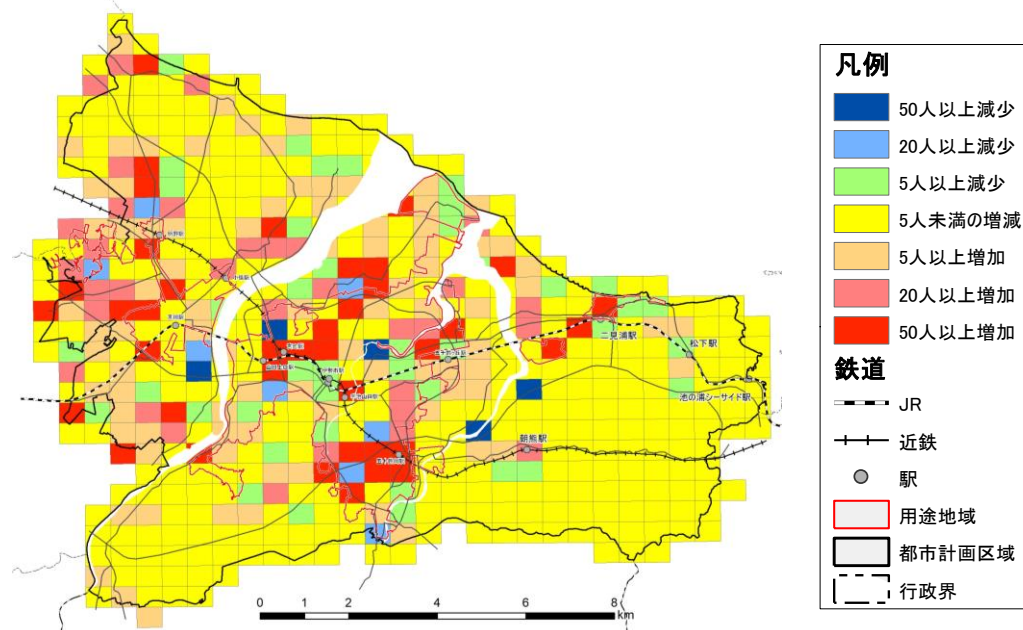 凡例
50人以上減少
20人以上減少
5人以上減少
5人未満の増減
5人以上増加
20人以上増加
50人以上増加
鉄道
JR
近鉄
駅
用途地域
都市計画区域
行政界
二見浦駅
松下駅
池の浦シーサイド駅
朝熊駅
0 1 2 4 6 8
km